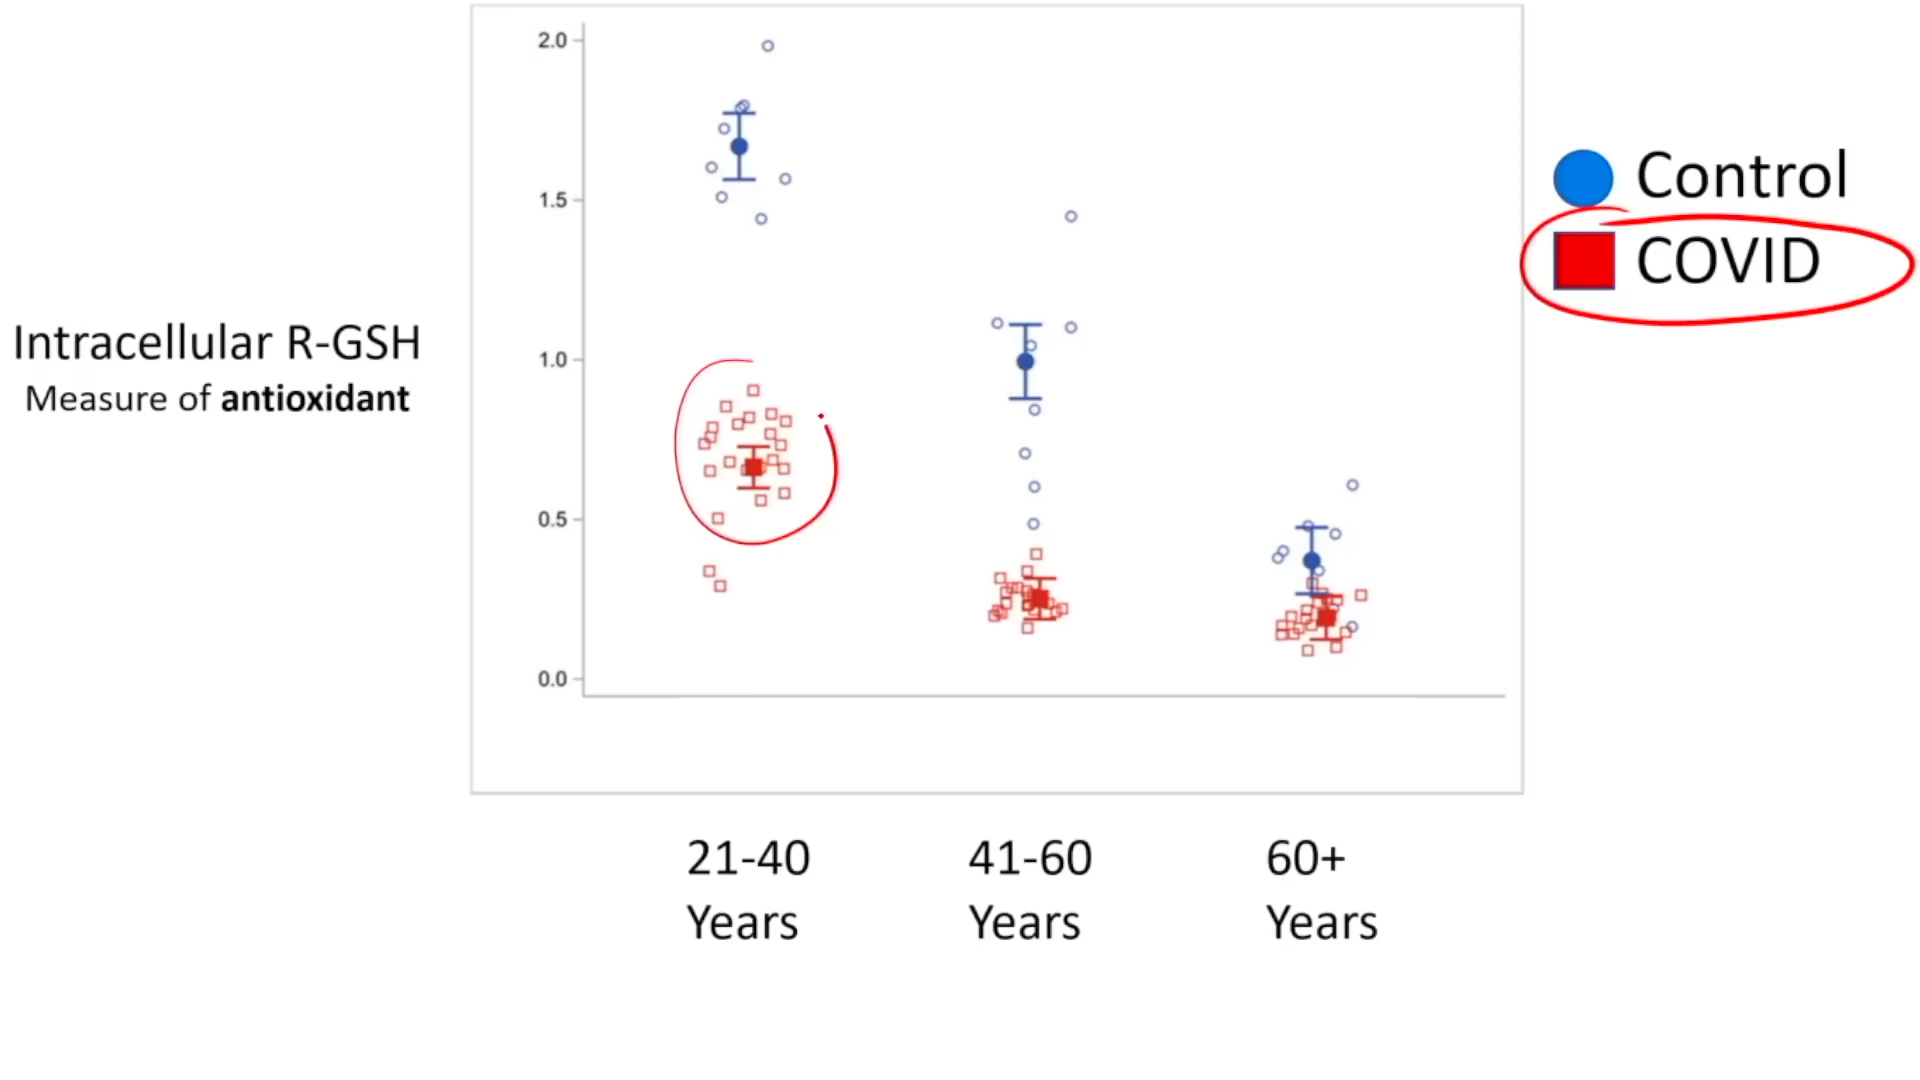 2.0
1.5
1.0
0.5
0.0
Control
COVID
Intracellular R-GSH
Measure of antioxidant
21-40
Years
41-60
Years
60+
Years